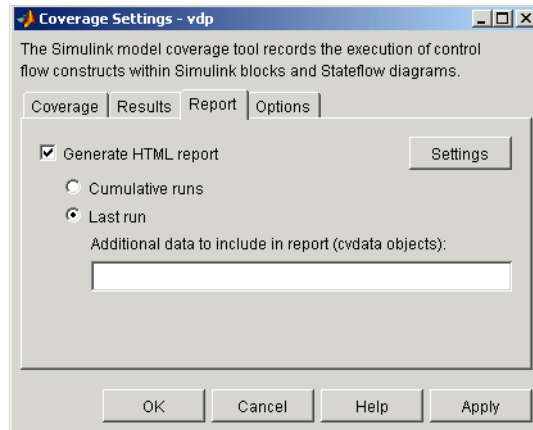 Coverage Settings - vdp
The Simulink model coverage tool records the execution of control
flow constructs within Simulink blocks and Stateflow diagrams.
Coverage Results Report Options
Generate HTML report Settings
Cumulative runs
Last run
Additional data to include in report (cvdata objects):
OK Cancel Help Apply